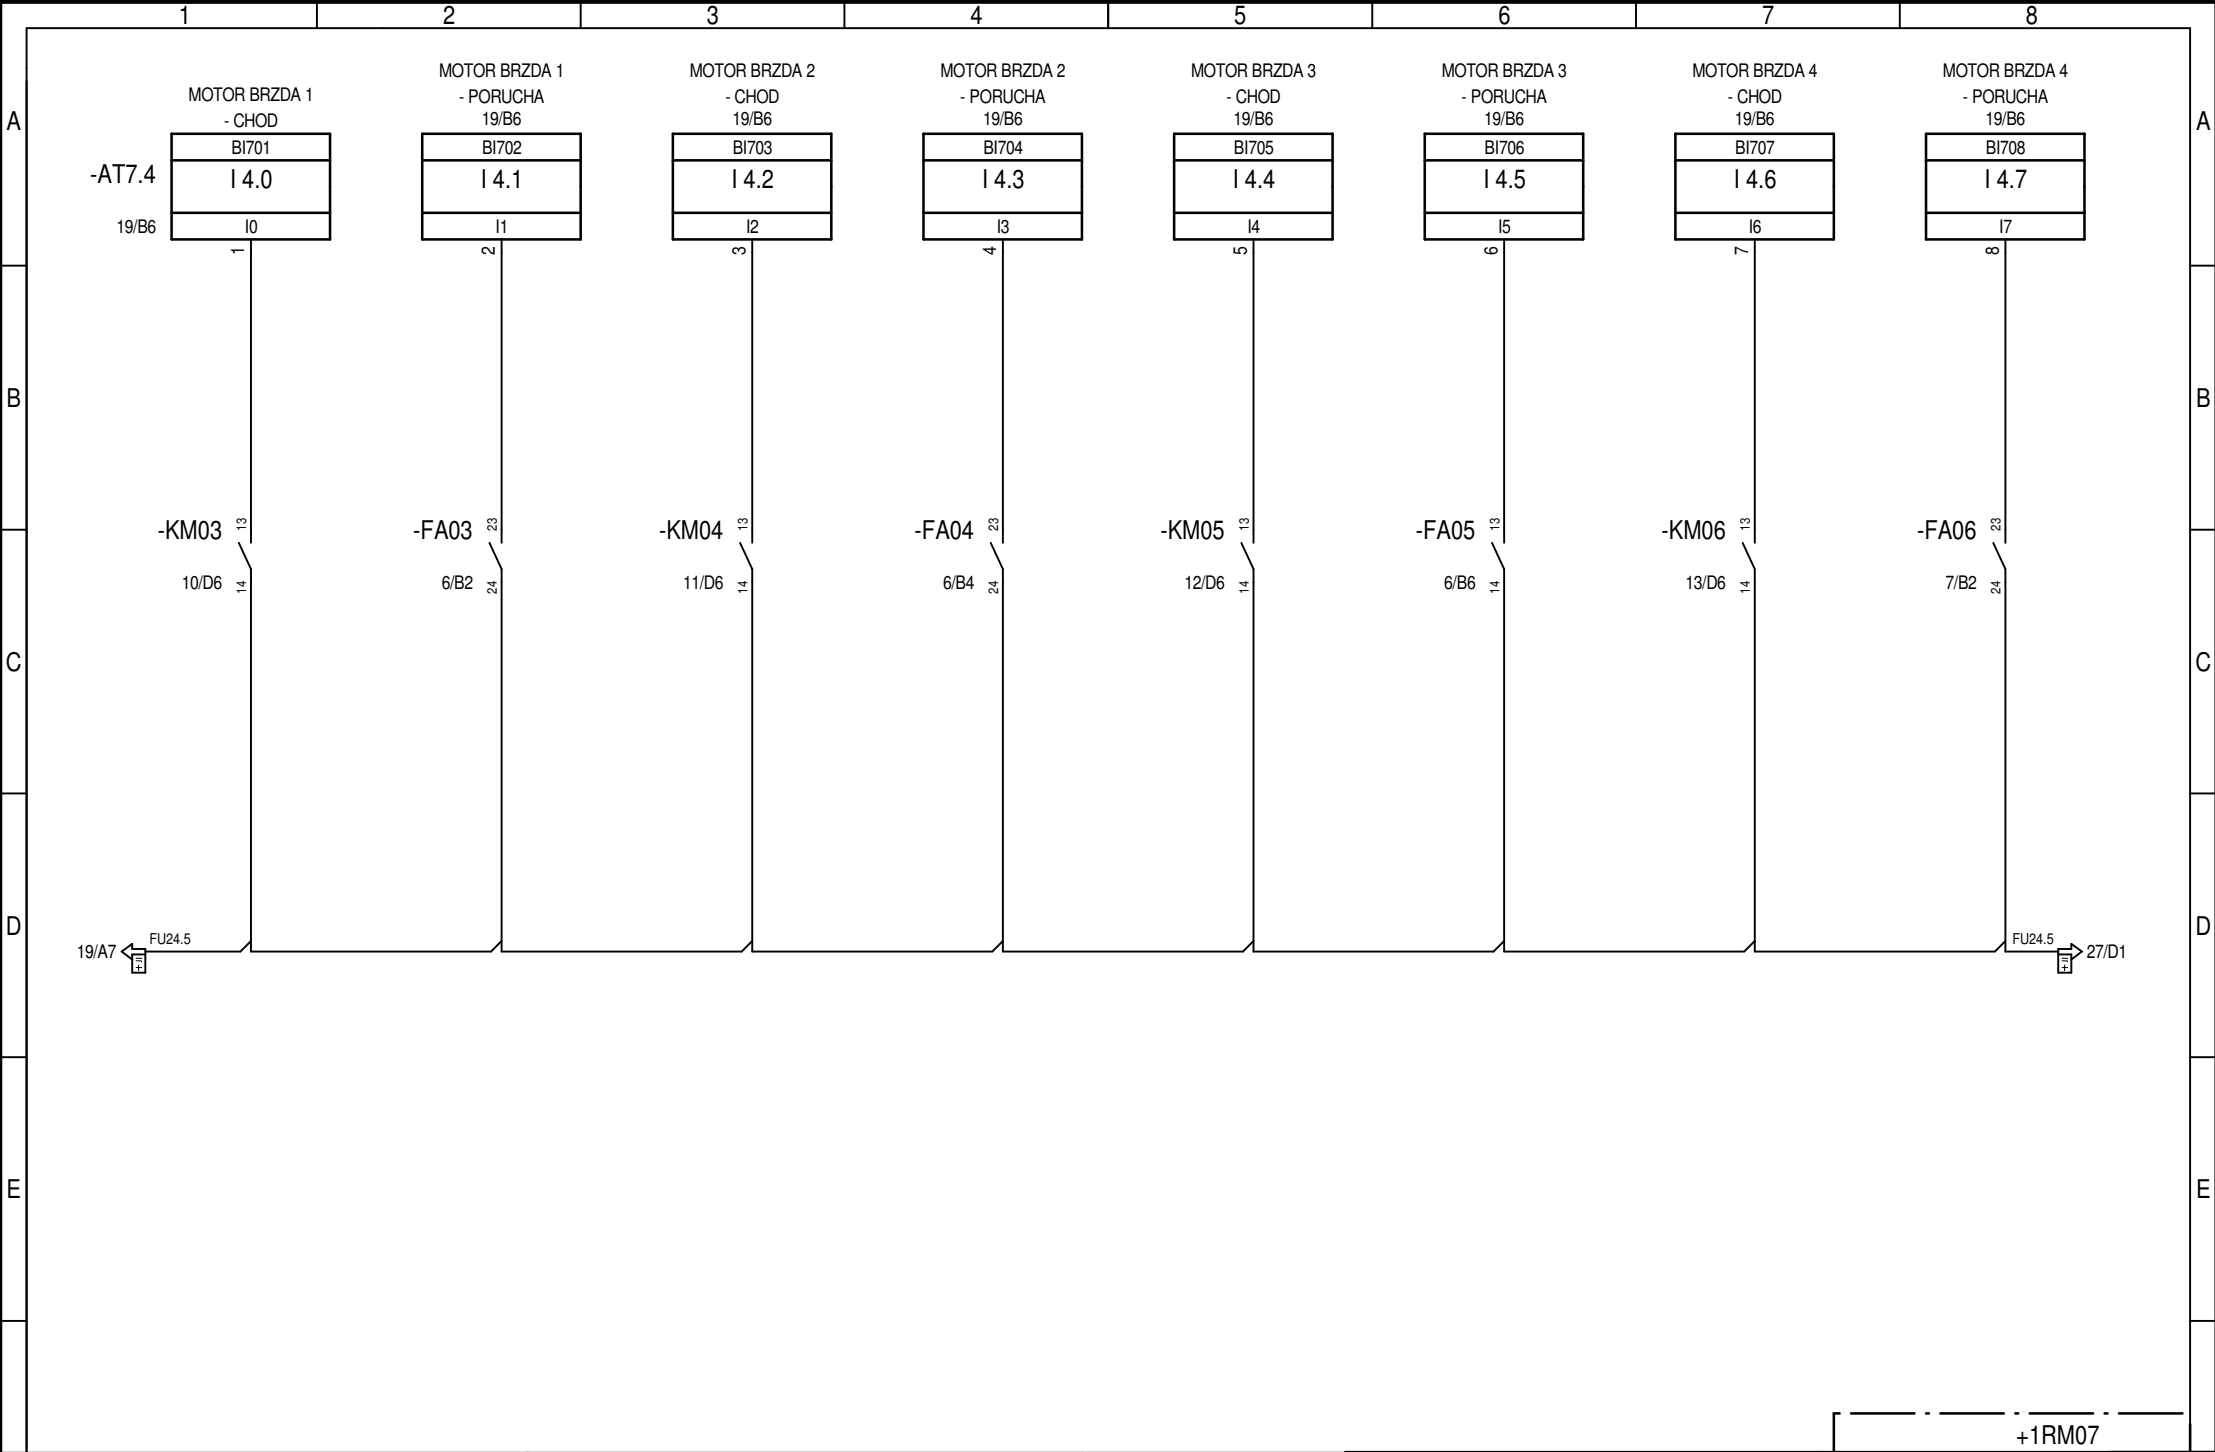 1 2 3 4 5 6 7 8
MOTOR BRZDA 1
- CHOD
MOTOR BRZDA 1
- PORUCHA
19/B6
MOTOR BRZDA 2
- CHOD
19/B6
MOTOR BRZDA 2
- PORUCHA
19/B6
MOTOR BRZDA 3
- CHOD
19/B6
MOTOR BRZDA 3
- PORUCHA
19/B6
MOTOR BRZDA 4
- CHOD
19/B6
MOTOR BRZDA 4
- PORUCHA
19/B6
A A
BI701 BI702 BI703 BI704 BI705 BI706 BI707 BI708
-AT7.4 I 4.0 I 4.1 I 4.2 I 4.3 I 4.4 I 4.5 I 4.6 I 4.7
19/B6 I0 I1 I2 I3 I4 I5 I6 I7
1 2 3 4 5 6 7 8
B B
-KM03 13 -FA03 23 -KM04 13 -FA04 23 -KM05 13 -FA05 13 -KM06 13 -FA06 23
10/D6 14 6/B2 24 11/D6 14 6/B4 24 12/D6 14 6/B6 14 13/D6 14 7/B2 24
C C
D D
19/A7 FU24.5 FU24.5 27/D1
=+ =+
E E
+1RM07